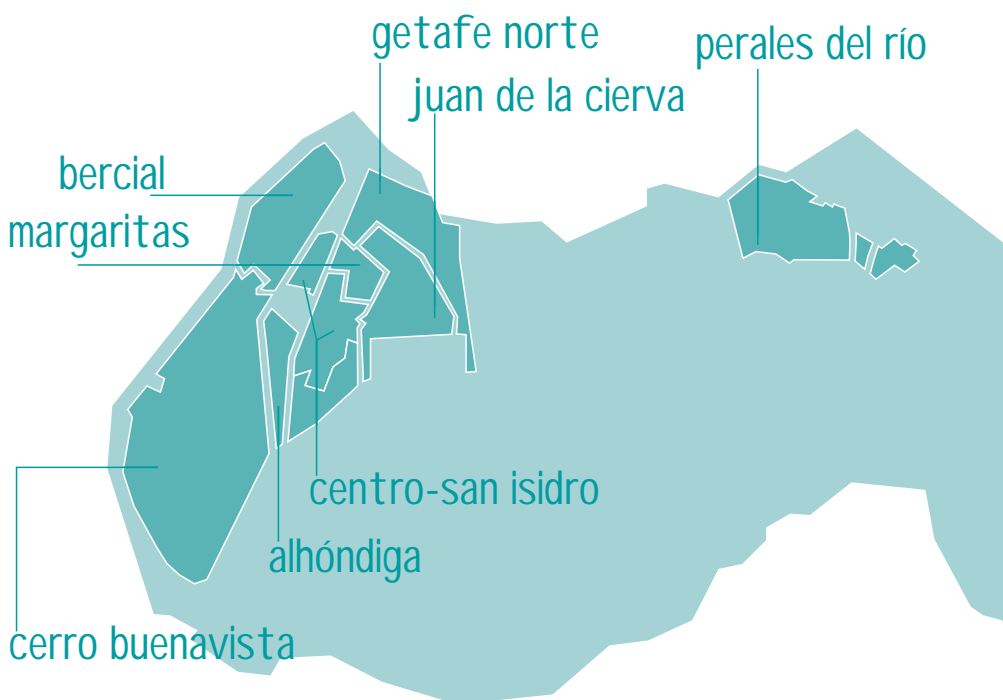 getafe norte
perales del río
juan de la cierva
bercial
margaritas
centro-san isidro
alhóndiga
cerro buenavista